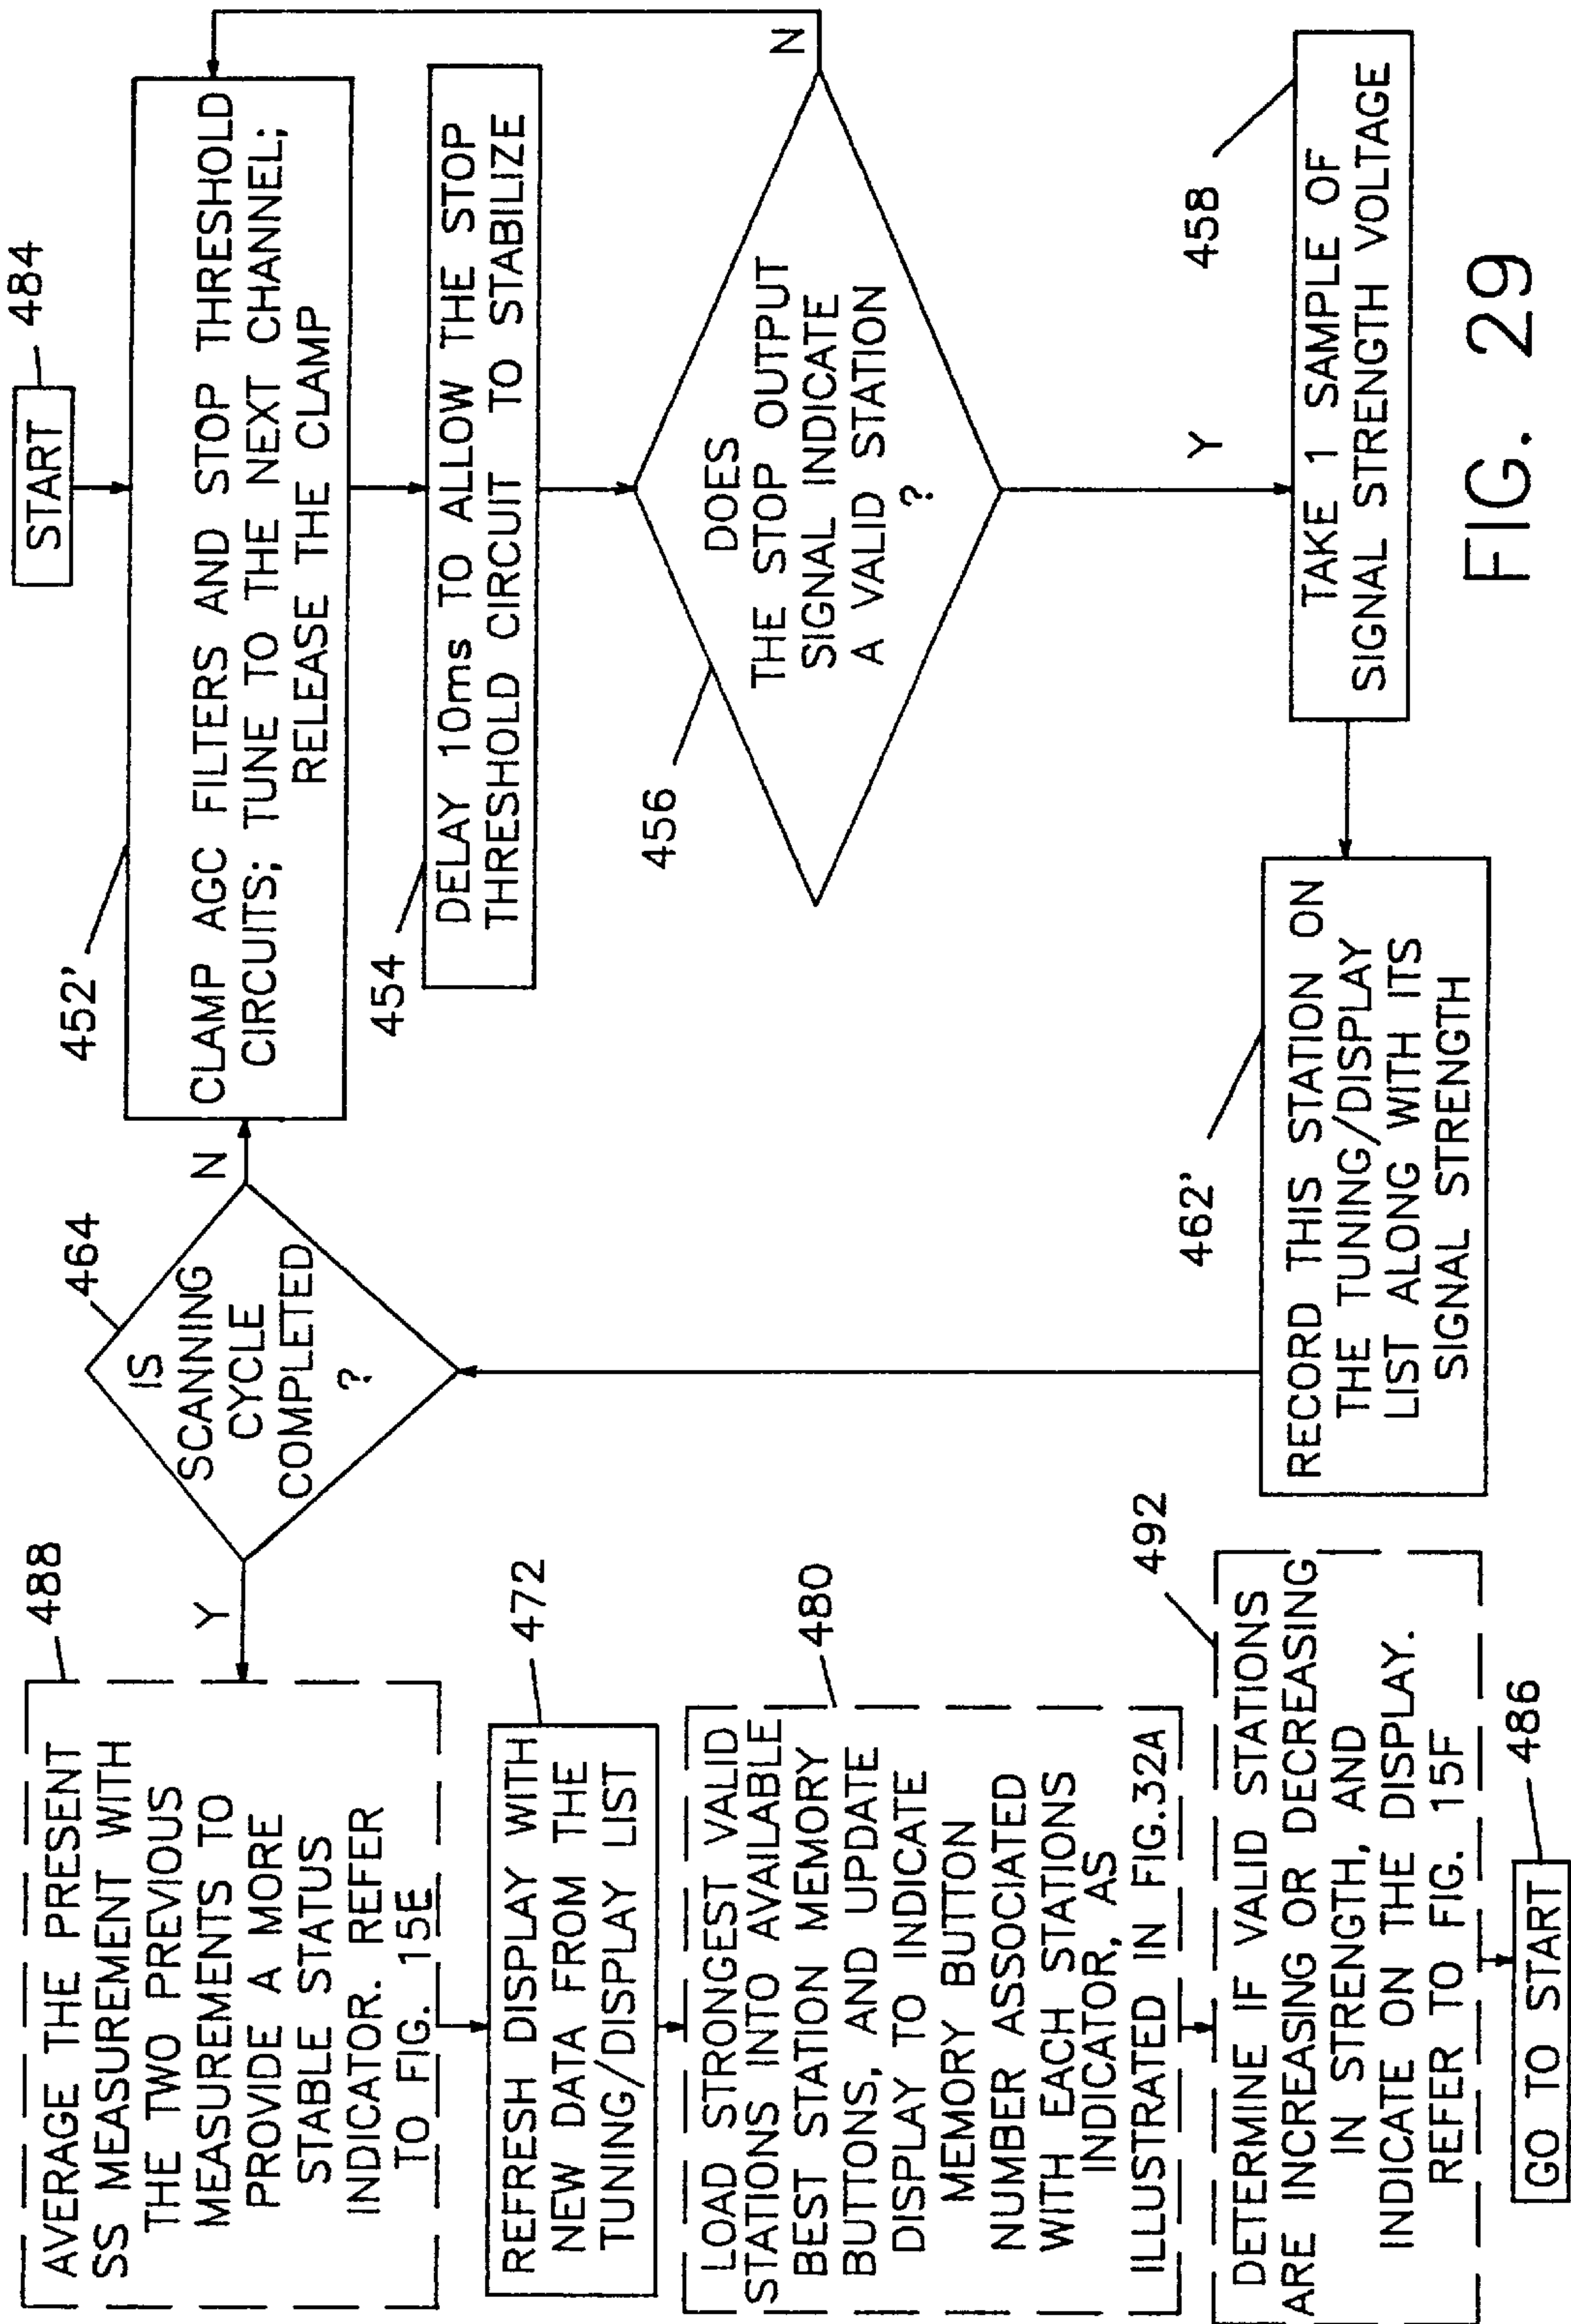 START
484
452'
CLAMP AGC FILTERS AND STOP THRESHOLD
CIRCUITS; TUNE TO THE NEXT CHANNEL;
RELEASE THE CLAMP
454
DELAY 10ms TO ALLOW THE STOP
THRESHOLD CIRCUIT TO STABILIZE
456
DOES
THE STOP OUTPUT
SIGNAL INDICATE
A VALID STATION
?
N
Y
458
TAKE 1 SAMPLE OF
SIGNAL STRENGTH VOLTAGE
462'
RECORD THIS STATION ON
THE TUNING/DISPLAY
LIST ALONG WITH ITS
SIGNAL STRENGTH
464
IS
SCANNING
CYCLE
COMPLETED
?
N
Y
488
AVERAGE THE PRESENT
SS MEASUREMENT WITH
THE TWO PREVIOUS
MEASUREMENTS TO
PROVIDE A MORE
STABLE STATUS
INDICATOR. REFER
TO FIG. 15E
472
REFRESH DISPLAY WITH
NEW DATA FROM THE
TUNING/DISPLAY LIST
480
LOAD STRONGEST VALID
STATIONS INTO AVAILABLE
BEST STATION MEMORY
BUTTONS, AND UPDATE
DISPLAY TO INDICATE
MEMORY BUTTON
NUMBER ASSOCIATED
WITH EACH STATIONS
INDICATOR, AS
ILLUSTRATED IN FIG.32A
492
DETERMINE IF VALID STATIONS
ARE INCREASING OR DECREASING
IN STRENGTH, AND
INDICATE ON THE DISPLAY.
REFER TO FIG. 15F
GO TO START
486
FIG. 29